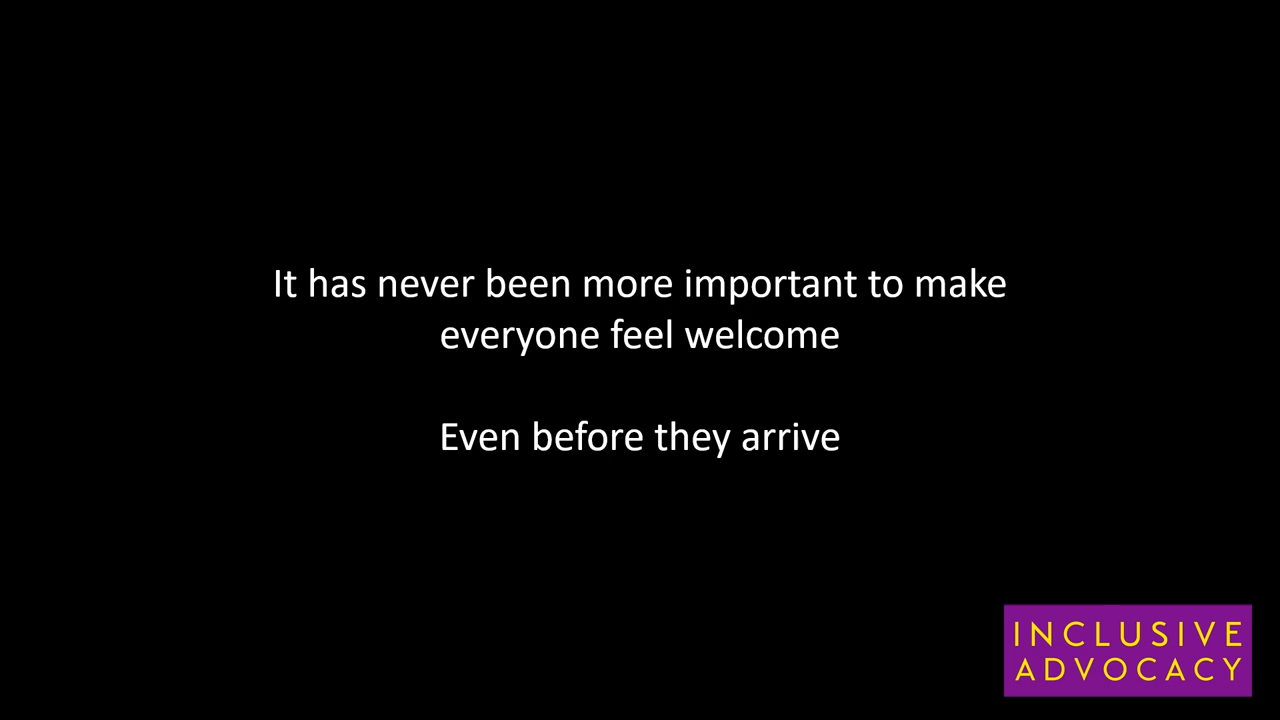 It has never been more important to make
everyone feel welcome
Even before they arrive
INCLUSIVE
ADVOCACY